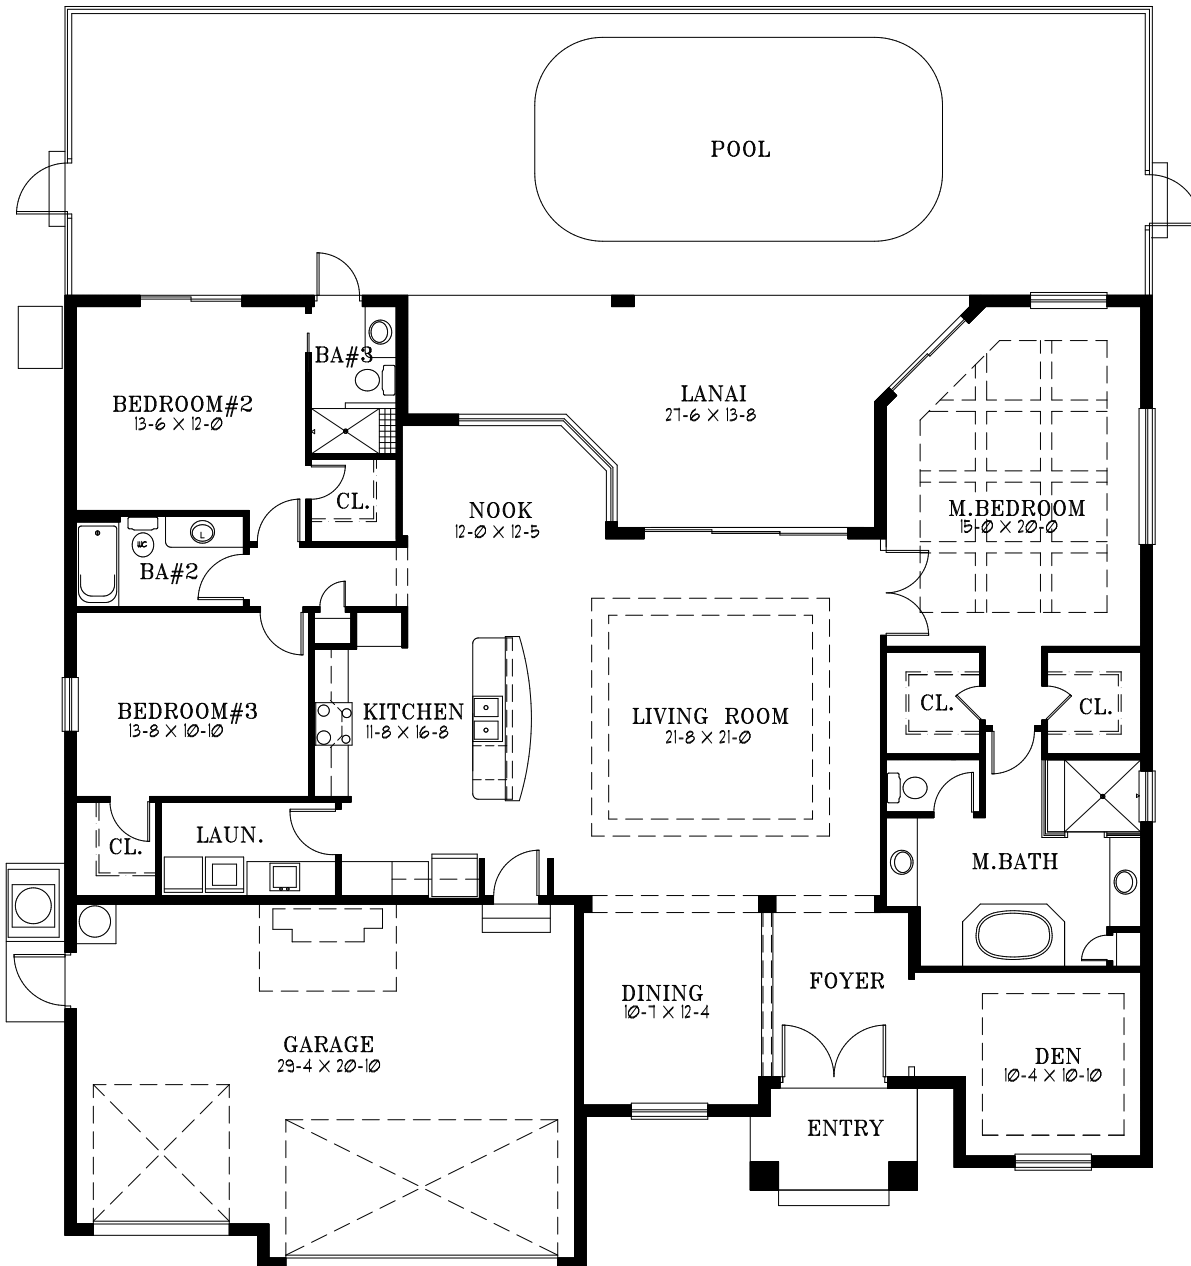 POOL
BA#3
BEDROOM#2
13-6 X 12-0
LANAI
27-6 X 13-8
CL.
NOOK
12-0 X 12-5
M.BEDROOM
15-0 X 20-0
WC
L
BA#2
BEDROOM#3
13-8 X 10-10
KITCHEN
11-8 X 16-8
LIVING ROOM
21-8 X 21-0
CL.
CL.
LAUN.
CL.
M.BATH
FOYER
DINING
10-7 X 12-4
GARAGE
29-4 X 20-10
DEN
10-4 X 10-10
ENTRY